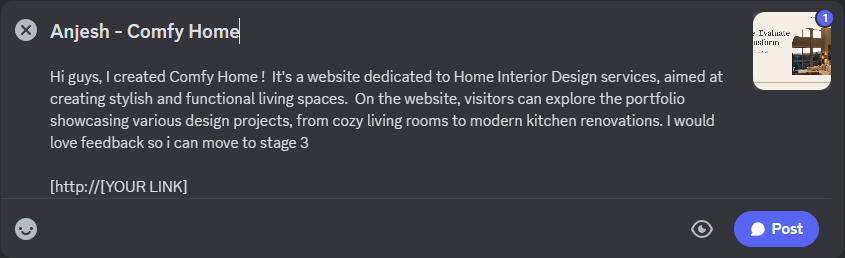 Anjesh - Comfy Home
1
e. Evaluate
nsform.
Hi guys, I created Comfy Home !  It's a website dedicated to Home Interior Design services, aimed at
creating stylish and functional living spaces.  On the website, visitors can explore the portfolio
showcasing various design projects, from cozy living rooms to modern kitchen renovations. I would
love feedback so i can move to stage 3
[http://[YOUR LINK]
Post